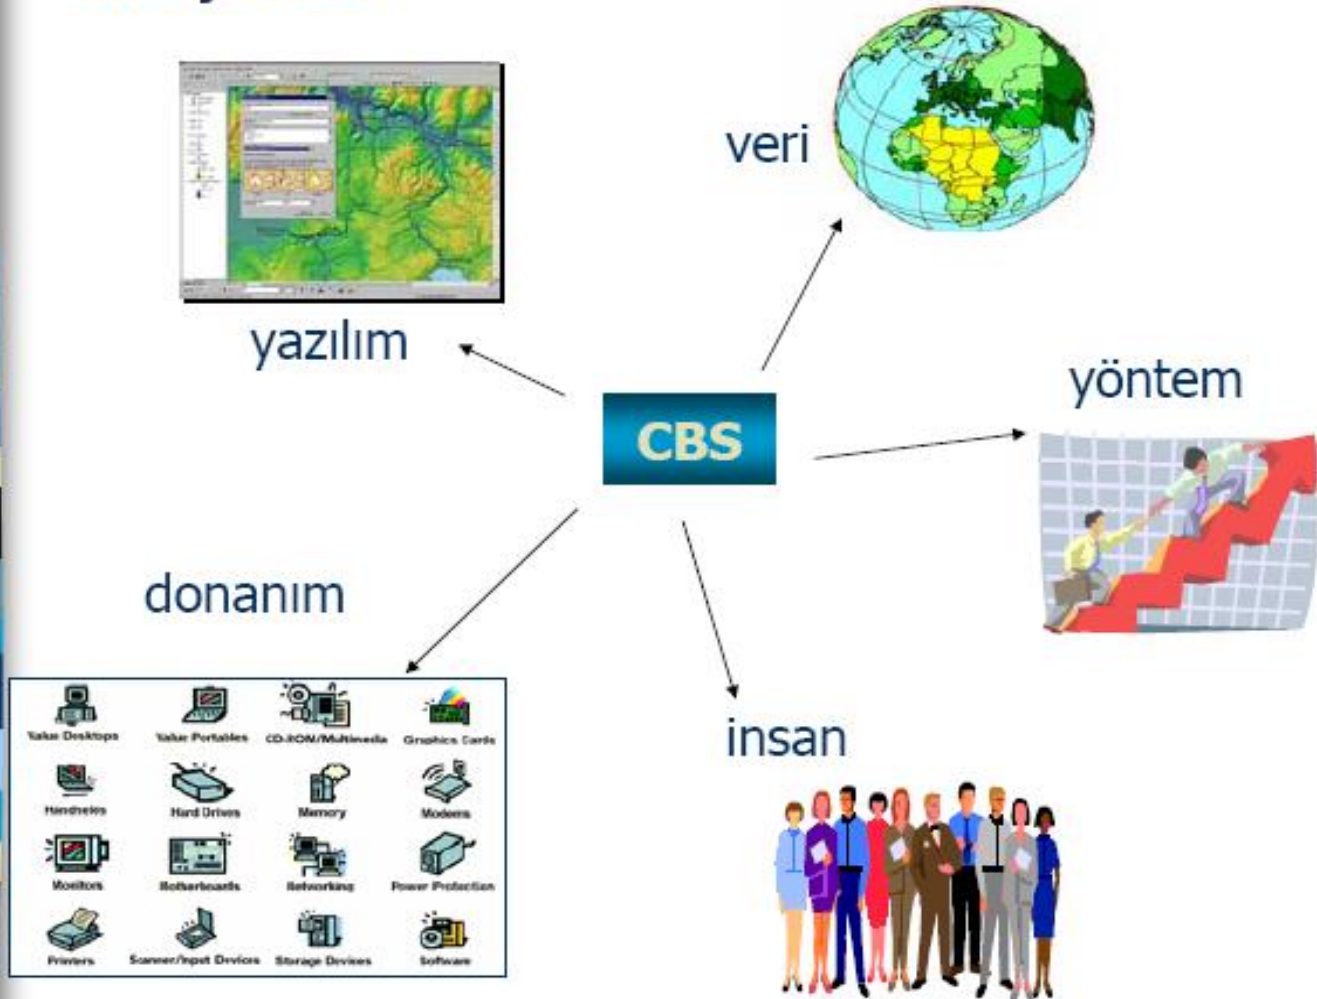 veri
yazılım
yöntem
CBS
donanım
insan
Value Desktops
Value Portables
CD-ROM/Multimedia
Graphics Cards
Handhelds
Hard Drives
Memory
Modems
Monitors
Motherboards
Networking
Power Protection
Printers
Scanner/Input Devices
Storage Devices
Software